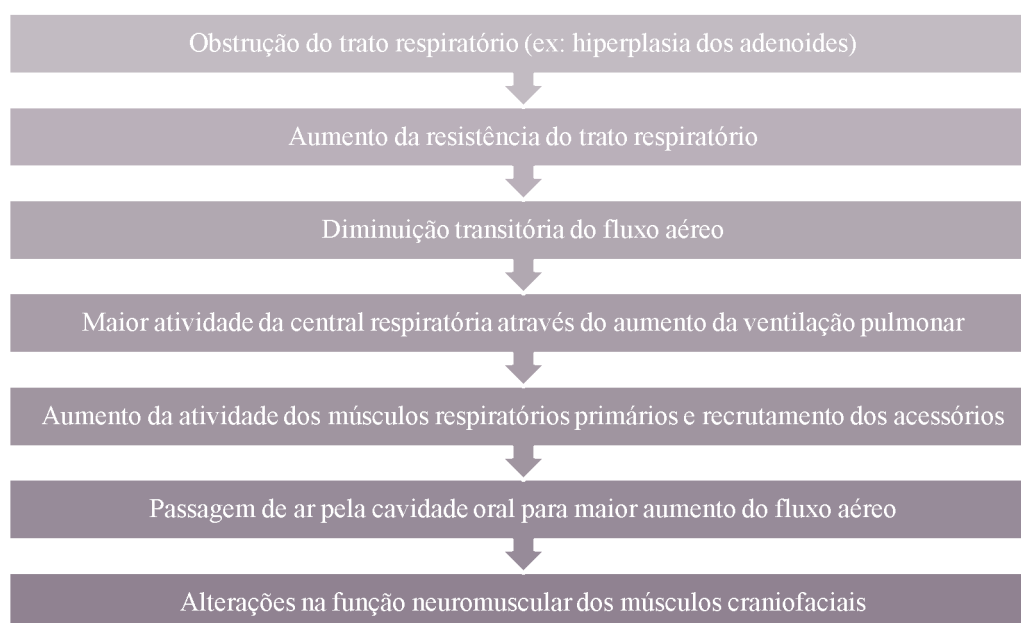 Obstrução do trato respiratório (ex: hiperplasia dos adenoides)
Aumento da resistência do trato respiratório
Diminuição transitória do fluxo aéreo
Maior atividade da central respiratória através do aumento da ventilação pulmonar
Aumento da atividade dos músculos respiratórios primários e recrutamento dos acessórios
Passagem de ar pela cavidade oral para maior aumento do fluxo aéreo
Alterações na função neuromuscular dos músculos craniofaciais